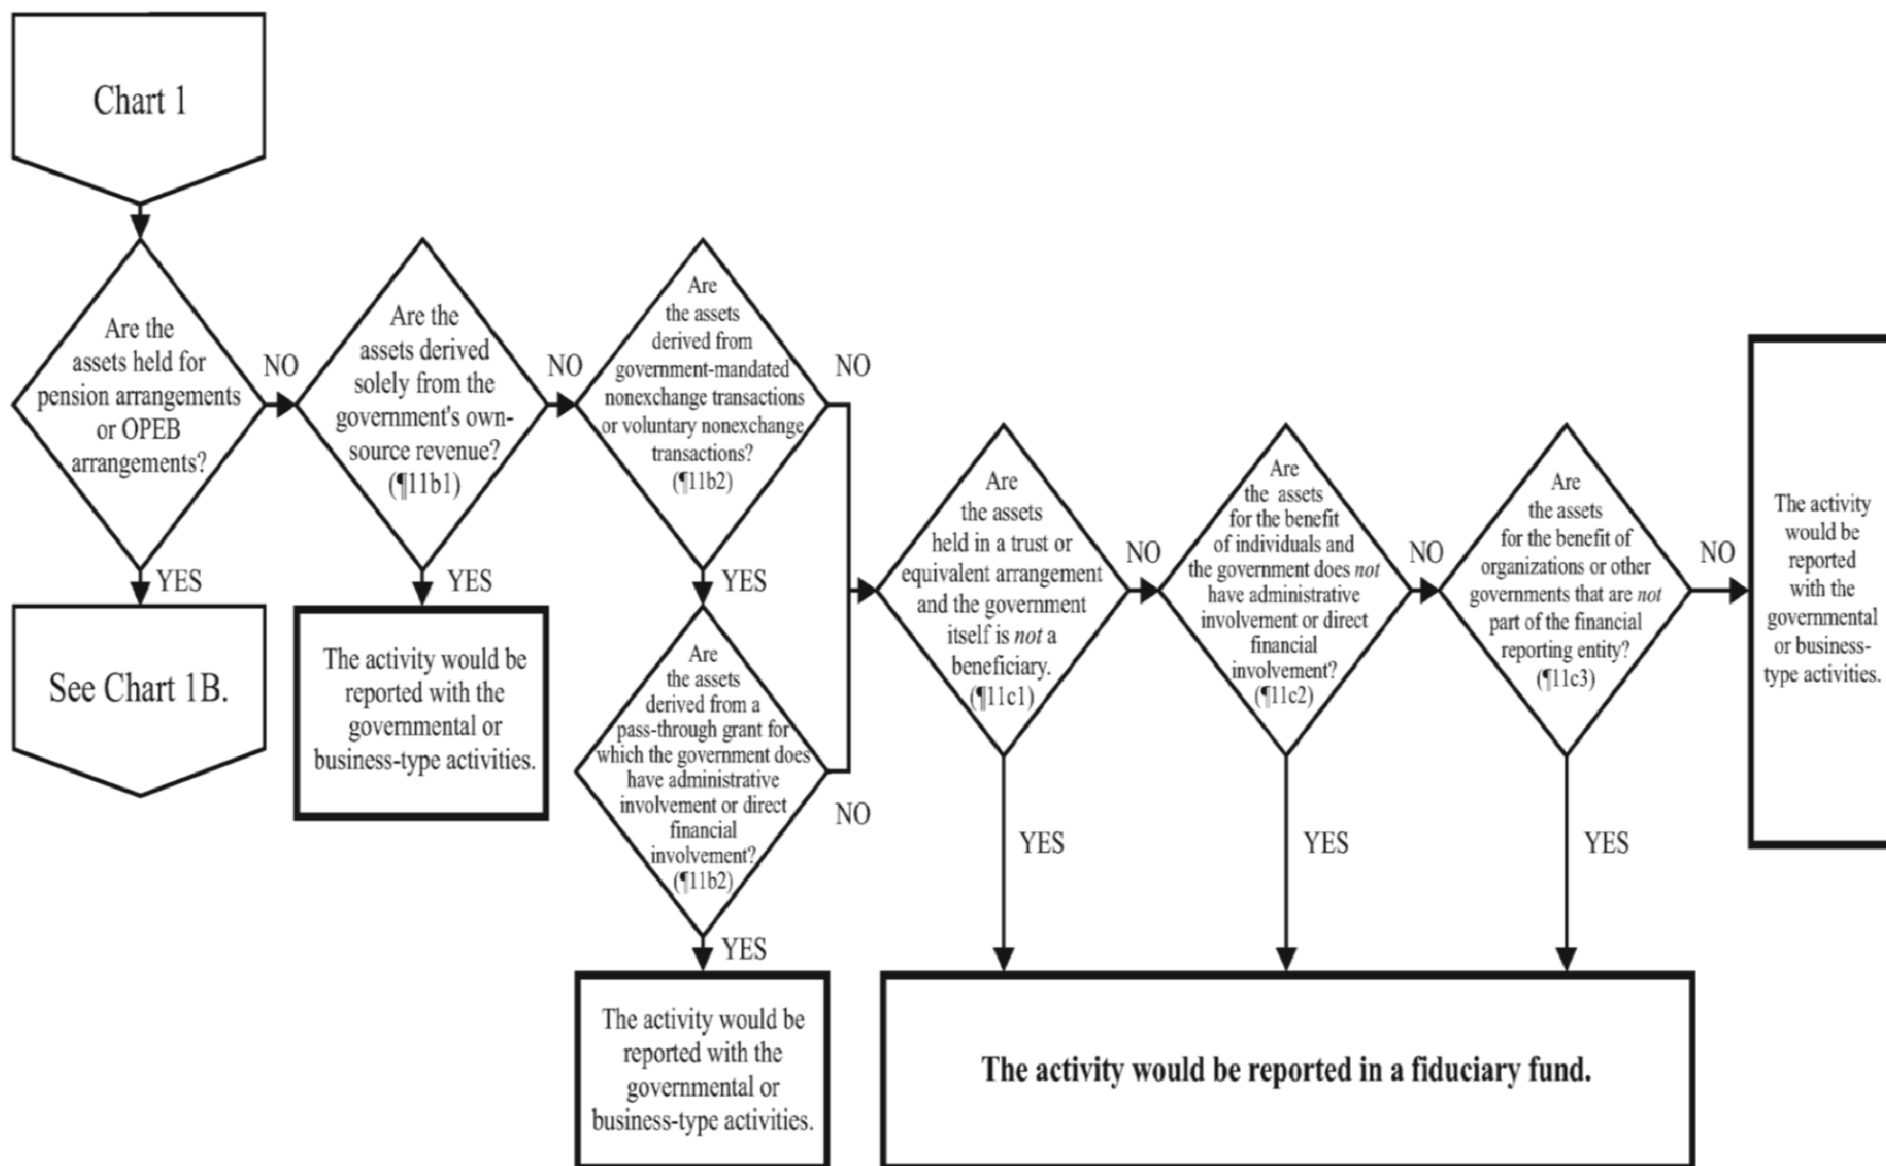 Chart 1
Are the
assets held for
pension arrangements
or OPEB
arrangements?
NO
YES
See Chart 1B.
Are the
assets derived
solely from the
government's own-
source revenue?
(¶11b1)
NO
YES
The activity would be
reported with the
governmental or
business-type activities.
Are
the assets
derived from
government-mandated
nonexchange transactions
or voluntary nonexchange
transactions?
(¶11b2)
NO
YES
Are
the assets
derived from a
pass-through grant for
which the government does
have administrative
involvement or direct
financial
involvement?
(¶11b2)
NO
YES
The activity would be
reported with the
governmental or
business-type activities.
Are
the assets
held in a trust or
equivalent arrangement
and the government
itself is not a
beneficiary.
(¶11c1)
NO
YES
Are
the assets
for the benefit
of individuals and
the government does not
have administrative
involvement or direct
financial
involvement?
(¶11c2)
NO
YES
Are
the assets
for the benefit of
organizations or other
governments that are not
part of the financial
reporting entity?
(¶11c3)
NO
YES
The activity
would be
reported
with the
governmental
or business-
type activities.
The activity would be reported in a fiduciary fund.